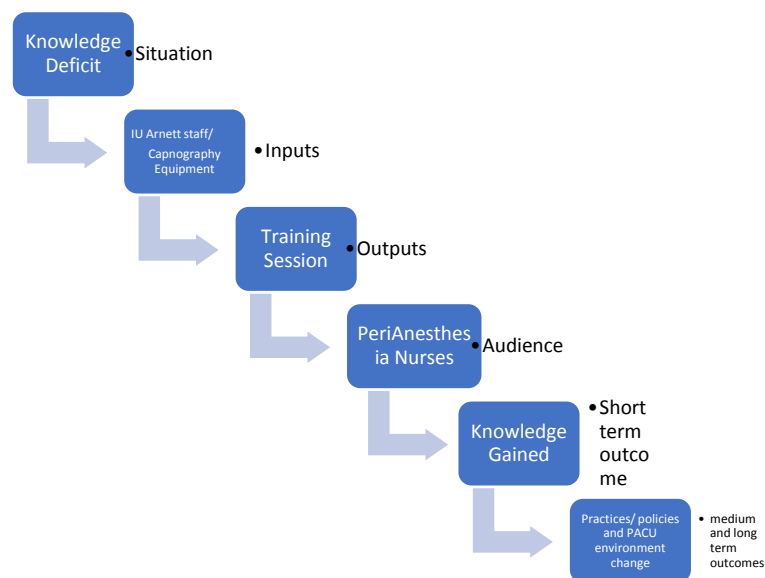 Knowledge
Deficit
•Situation
IU Arnett staff/
Capnography
Equipment
•Inputs
Training
Session
•Outputs
PeriAnesthes
ia Nurses
•Audience
Knowledge
Gained
•Short
term
outco
me
Practices/ policies
and PACU
environment
change
• medium
and long
term
outcomes